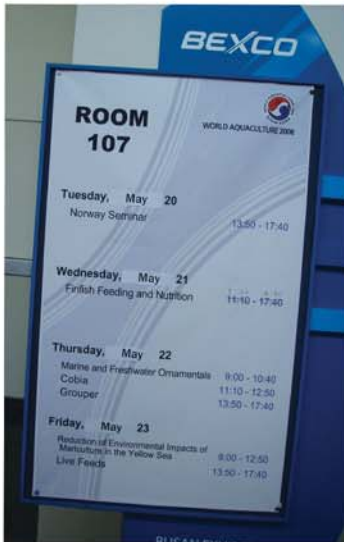 BEXCO
ROOM
107
WORLD AQUACULTURE 2008
Tuesday, May 20
Norway Seminar 13:50 - 17:40
Wednesday, May 21
Finfish Feeding and Nutrition 11:10 - 17:40
Thursday, May 22
Marine and Freshwater Ornamentals 9:00 - 10:40
Cobia 11:10 - 12:50
Grouper 13:50 - 17:40
Friday, May 23
Reduction of Environmental Impacts of
Mariculture in the Yellow Sea 9:00 - 12:50
Live Feeds 13:50 - 17:40